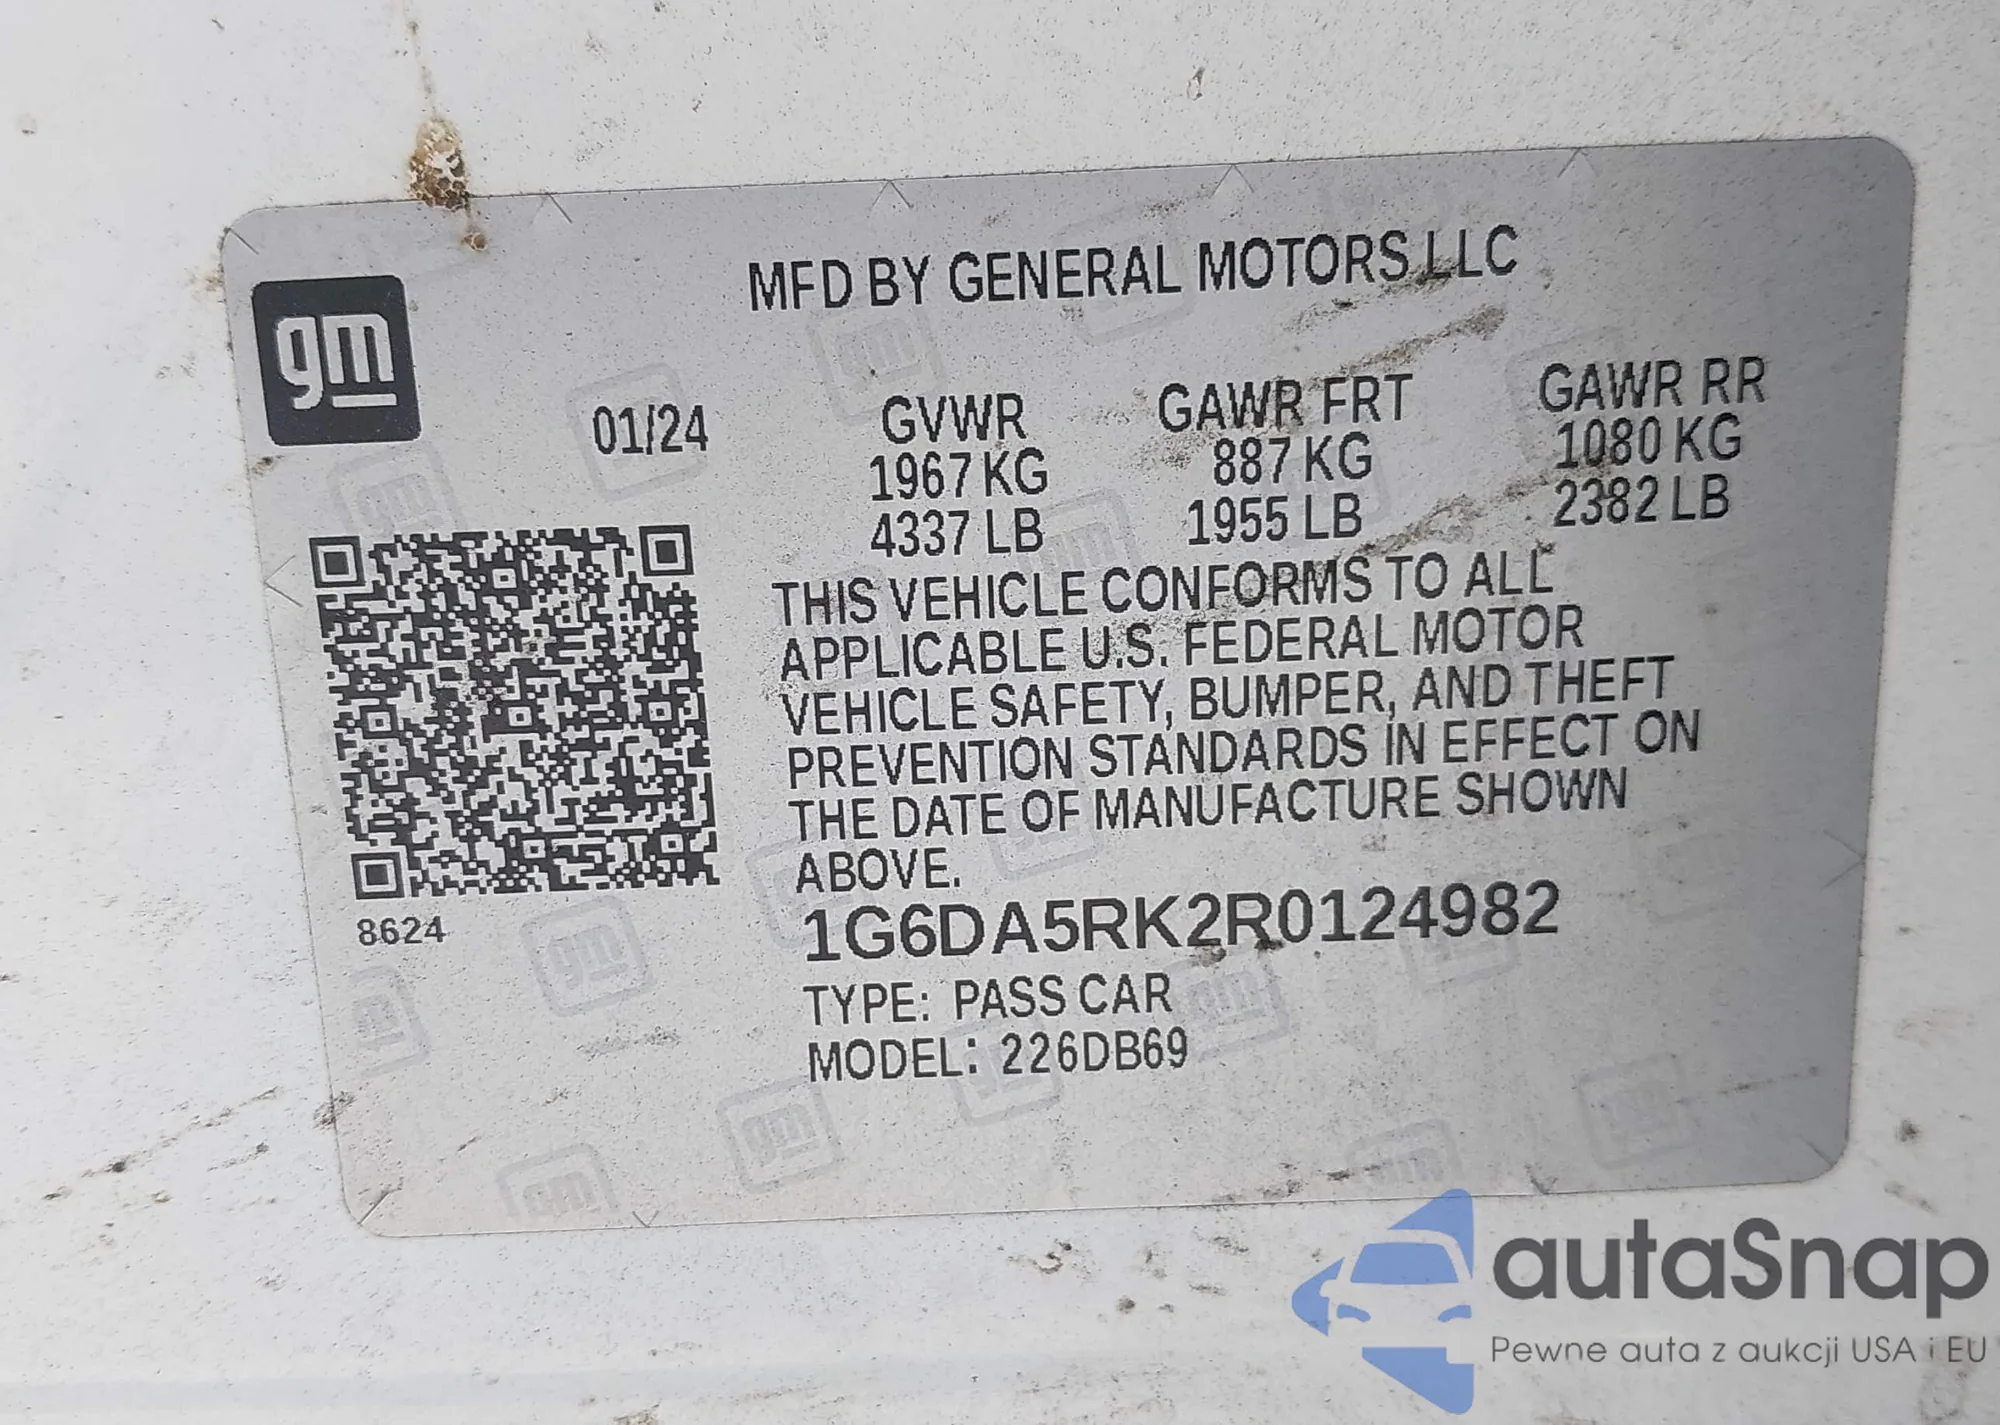 MFD BY GENERAL MOTORS LLC
gm
01/24
GVWR GAWR FRT GAWR RR
1967 KG 887 KG 1080 KG
4337 LB 1955 LB 2382 LB
THIS VEHICLE CONFORMS TO ALL
APPLICABLE U.S. FEDERAL MOTOR
VEHICLE SAFETY, BUMPER, AND THEFT
PREVENTION STANDARDS IN EFFECT ON
THE DATE OF MANUFACTURE SHOWN
ABOVE.
8624
1G6DA5RK2R0124982
TYPE: PASS CAR
MODEL: 226DB69
autaSnap
Pewne auta z aukcji USA i EU